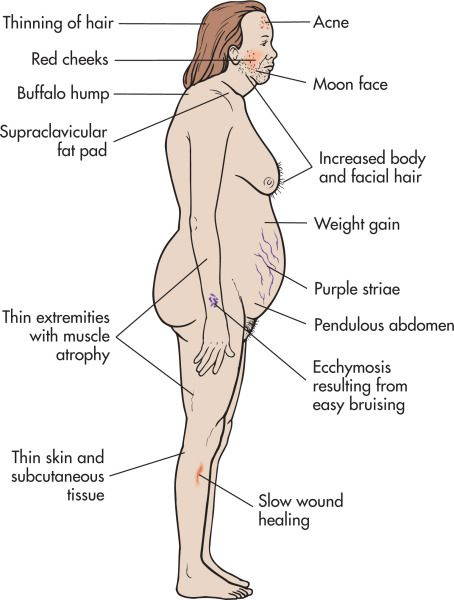 Thinning of hair
Acne
Red cheeks
Moon face
Buffalo hump
Supraclavicular
fat pad
Increased body
and facial hair
Weight gain
Purple striae
Thin extremities
with muscle
atrophy
Pendulous abdomen
Ecchymosis
resulting from
easy bruising
Thin skin and
subcutaneous
tissue
Slow wound
healing